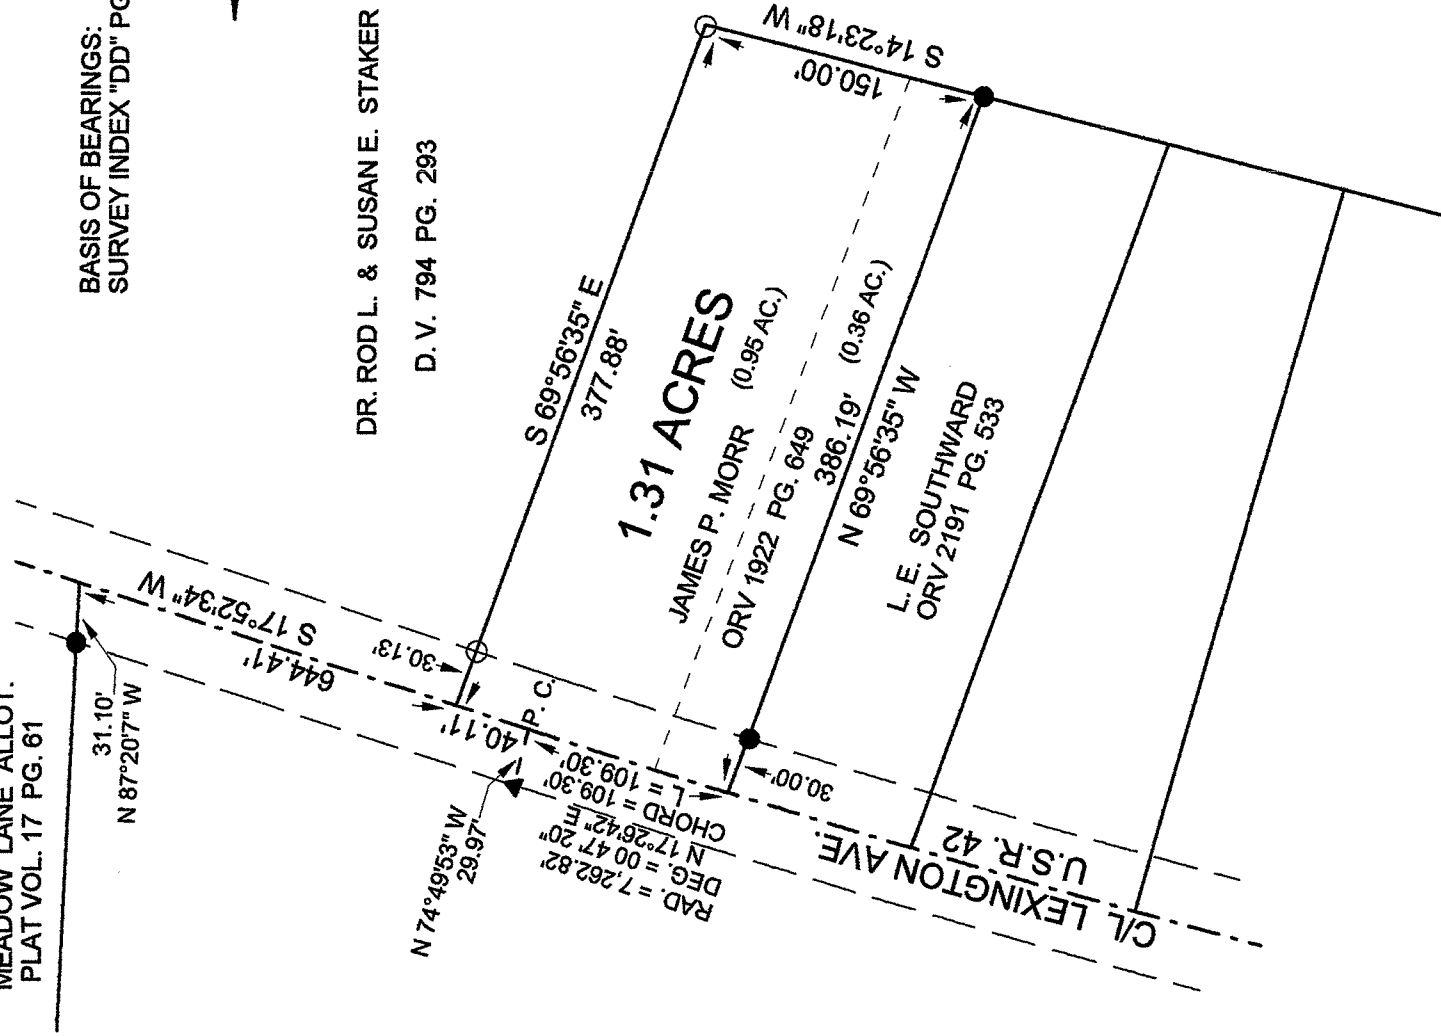 BASIS OF BEARINGS:
SURVEY INDEX "DD" PG
DR. ROD L. & SUSAN E. STAKER
D. V. 794 PG. 293
MEADOW LANE ALLOT.
PLAT VOL. 17 PG. 61
31.10'
N 87°20'7" W
S 17°52'34" W
644.41'
30.13'
40.11'
P. C.
N 74°49'53" W
29.97'
S 69°56'35" E
377.88'
S 14°23'18" W
150.00'
1.31 ACRES
(0.95 AC.)
JAMES P. MORR
ORV 1922 PG. 649
(0.36 AC.)
386.19'
N 69°56'35" W
L. E. SOUTHWARD
ORV 2191 PG. 533
30.00'
L = 109.30'
CHORD = 109.30'
N 17°26'42" E
DEG. = 00 47' 20"
RAD. = 7,262.82'
C/L LEXINGTON AVE.
U.S.R. 42